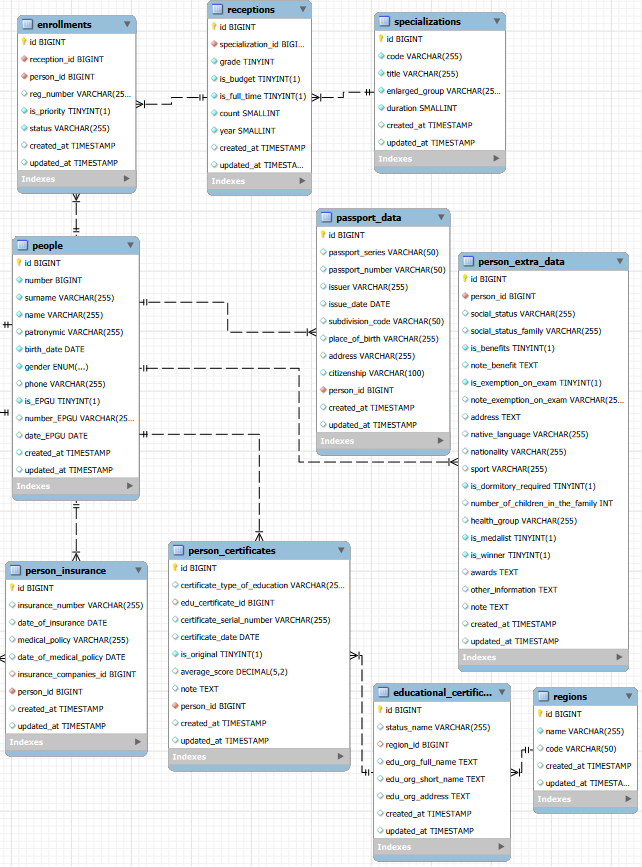 enrollments
id BIGINT
reception_id BIGINT
person_id BIGINT
reg_number VARCHAR(25...
is_priority TINYINT(1)
status VARCHAR(255)
created_at TIMESTAMP
updated_at TIMESTAMP
Indexes
receptions
id BIGINT
specialization_id BIGI...
grade TINYINT
is_budget TINYINT(1)
is_full_time TINYINT(1)
count SMALLINT
year SMALLINT
created_at TIMESTAMP
updated_at TIMESTA...
Indexes
specializations
id BIGINT
code VARCHAR(255)
title VARCHAR(255)
enlarged_group VARCHAR(25...
duration SMALLINT
created_at TIMESTAMP
updated_at TIMESTAMP
Indexes
people
id BIGINT
number BIGINT
surname VARCHAR(255)
name VARCHAR(255)
patronymic VARCHAR(255)
birth_date DATE
gender ENUM(...)
phone VARCHAR(255)
is_EPGU TINYINT(1)
number_EPGU VARCHAR(25...
date_EPGU DATE
created_at TIMESTAMP
updated_at TIMESTAMP
Indexes
passport_data
id BIGINT
passport_series VARCHAR(50)
passport_number VARCHAR(50)
issuer VARCHAR(255)
issue_date DATE
subdivision_code VARCHAR(50)
place_of_birth VARCHAR(255)
address VARCHAR(255)
citizenship VARCHAR(100)
person_id BIGINT
created_at TIMESTAMP
updated_at TIMESTAMP
Indexes
person_extra_data
id BIGINT
person_id BIGINT
social_status VARCHAR(255)
social_status_family VARCHAR(255)
is_benefits TINYINT(1)
note_benefit TEXT
is_exemption_on_exam TINYINT(1)
note_exemption_on_exam VARCHAR(25...
address TEXT
native_language VARCHAR(255)
nationality VARCHAR(255)
sport VARCHAR(255)
is_dormitory_required TINYINT(1)
number_of_children_in_the_family INT
health_group VARCHAR(255)
is_medalist TINYINT(1)
is_winner TINYINT(1)
awards TEXT
other_information TEXT
note TEXT
created_at TIMESTAMP
updated_at TIMESTAMP
Indexes
person_insurance
id BIGINT
insurance_number VARCHAR(255)
date_of_insurance DATE
medical_policy VARCHAR(255)
date_of_medical_policy DATE
insurance_companies_id BIGINT
person_id BIGINT
created_at TIMESTAMP
updated_at TIMESTAMP
Indexes
person_certificates
id BIGINT
certificate_type_of_education VARCHAR(25...
edu_certificate_id BIGINT
certificate_serial_number VARCHAR(255)
certificate_date DATE
is_original TINYINT(1)
average_score DECIMAL(5,2)
note TEXT
person_id BIGINT
created_at TIMESTAMP
updated_at TIMESTAMP
Indexes
educational_certific...
id BIGINT
status_name VARCHAR(255)
region_id BIGINT
edu_org_full_name TEXT
edu_org_short_name TEXT
edu_org_address TEXT
created_at TIMESTAMP
updated_at TIMESTAMP
Indexes
regions
id BIGINT
name VARCHAR(255)
code VARCHAR(50)
created_at TIMESTAMP
updated_at TIMESTA...
Indexes